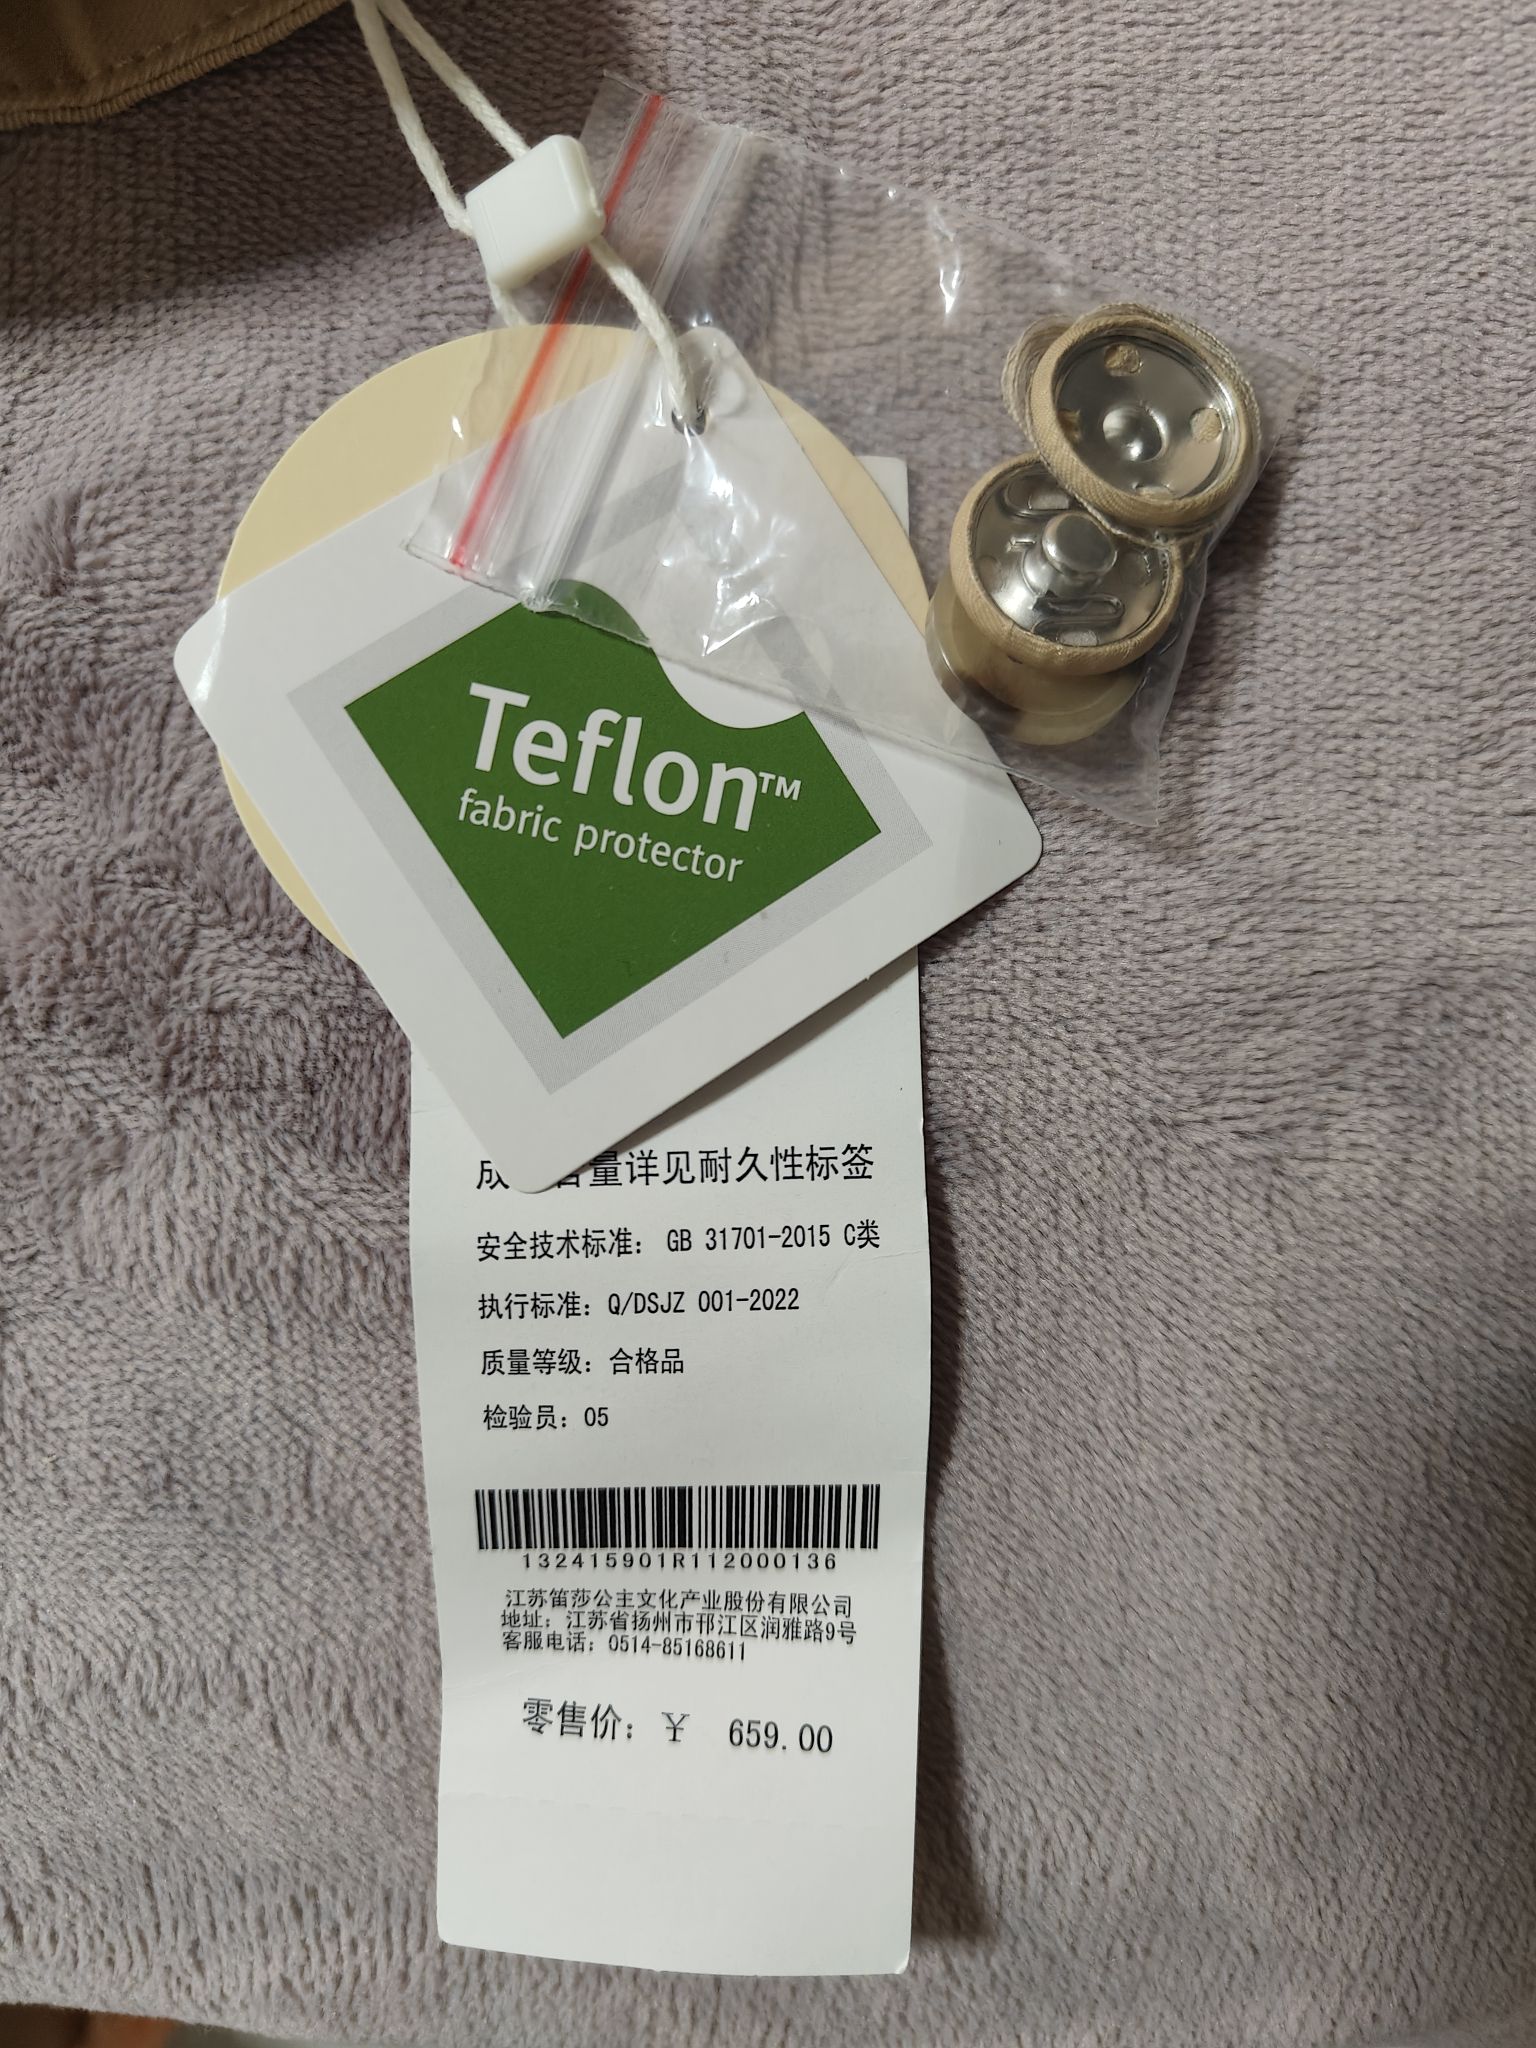 Teflon™
fabric protector
成 含量详见耐久性标签
安全技术标准： GB 31701-2015 C类
执行标准：Q/DSJZ 001-2022
质量等级：合格品
检验员：05
132415901R112000136
江苏笛莎公主文化产业股份有限公司
地址：江苏省扬州市邗江区润雅路9号
客服电话：0514-85168611
零售价：￥ 659.00